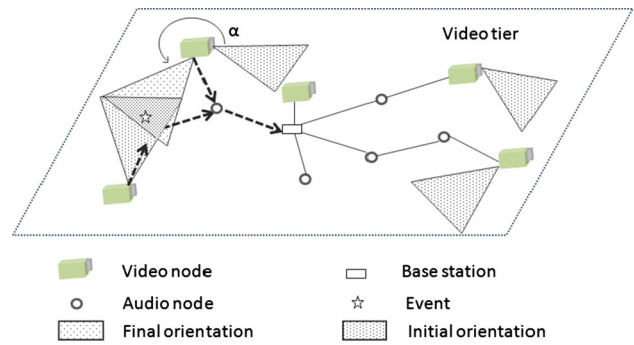 α
Video tier
Video node
Base station
Audio node
Event
Final orientation
Initial orientation